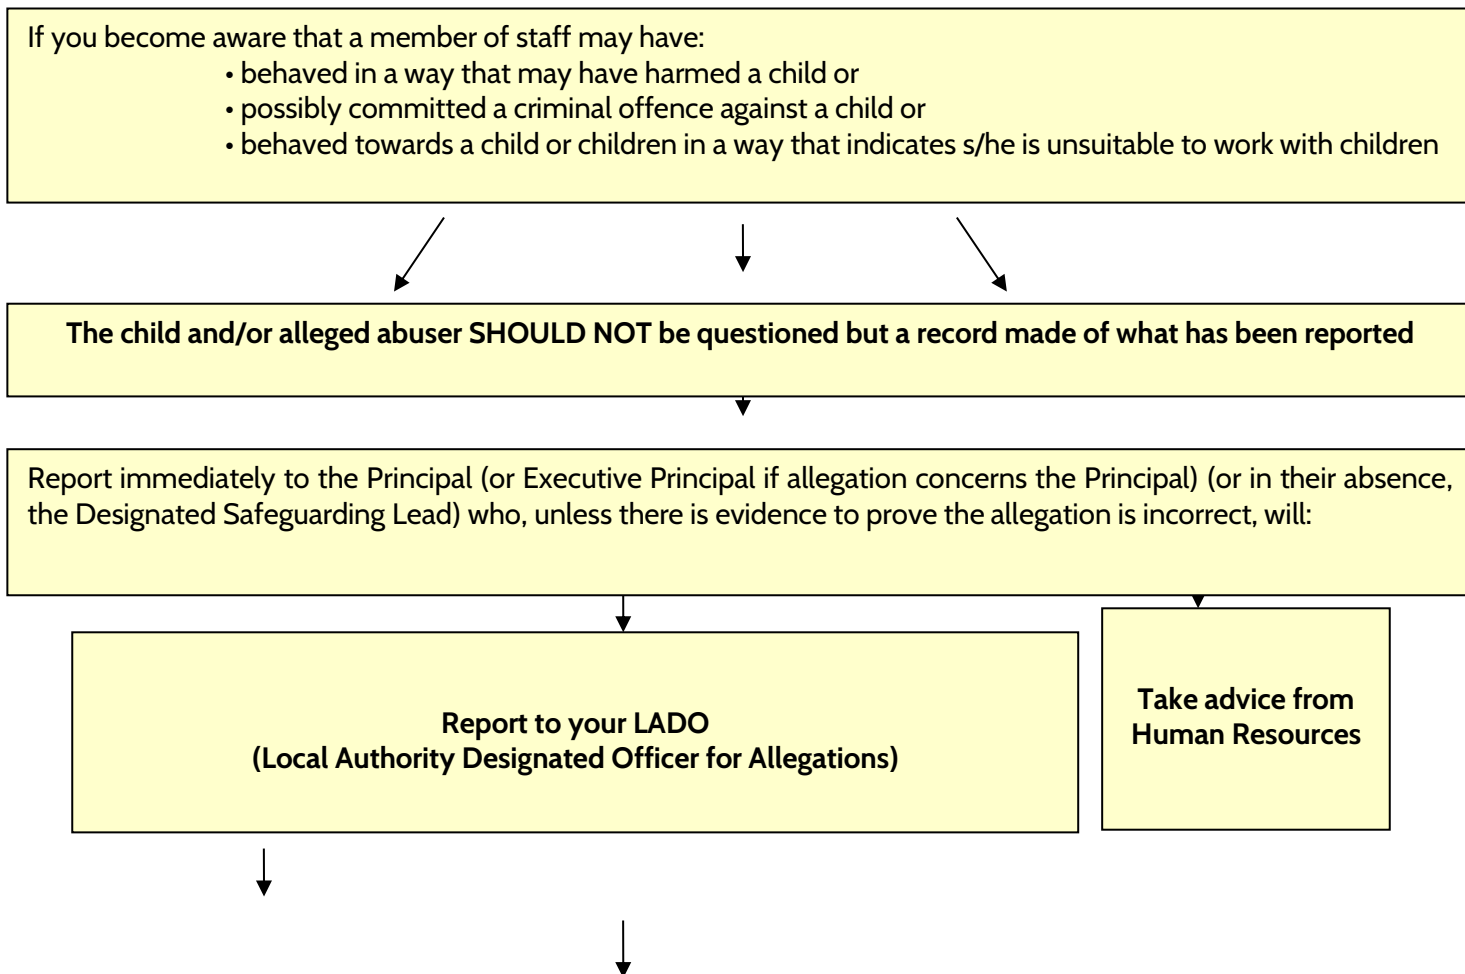 If you become aware that a member of staff may have:
• behaved in a way that may have harmed a child or
• possibly committed a criminal offence against a child or
• behaved towards a child or children in a way that indicates s/he is unsuitable to work with children
The child and/or alleged abuser SHOULD NOT be questioned but a record made of what has been reported
Report immediately to the Principal (or Executive Principal if allegation concerns the Principal) (or in their absence,
the Designated Safeguarding Lead) who, unless there is evidence to prove the allegation is incorrect, will:
Report to your LADO
(Local Authority Designated Officer for Allegations)
Take advice from
Human Resources